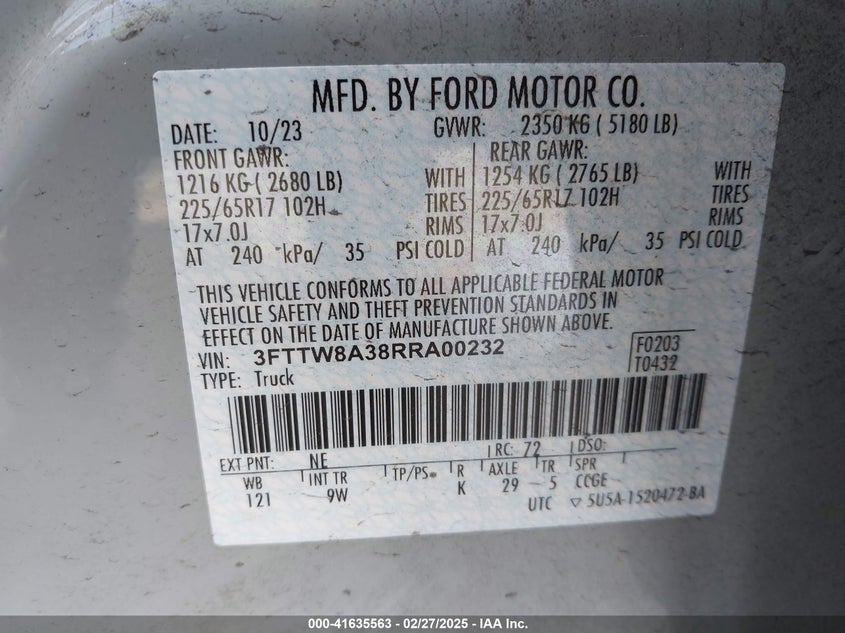 MFD. BY FORD MOTOR CO.
DATE: 10/23 GVWR: 2350 KG ( 5180 LB)
FRONT GAWR: REAR GAWR:
1216 KG ( 2680 LB) WITH 1254 KG ( 2765 LB) WITH
225/65R17 102H TIRES 225/65R17 102H TIRES
17x7.0J RIMS 17x7.0J RIMS
AT 240 kPa/ 35 PSI COLD AT 240 kPa/ 35 PSI COLD
THIS VEHICLE CONFORMS TO ALL APPLICABLE FEDERAL MOTOR
VEHICLE SAFETY AND THEFT PREVENTION STANDARDS IN
EFFECT ON THE DATE OF MANUFACTURE SHOWN ABOVE.
VIN: 3FTTW8A38RRA00232 F0203
TYPE: Truck T0432
EXT PNT: NE RC: 72 DSO:
WB INT TR TP/PS R AXLE TR SPR
121 9W K 29 5 CCGE
UTC ▽ 5U5A-1520472-BA
000-41635563 - 02/27/2025 - IAA Inc.